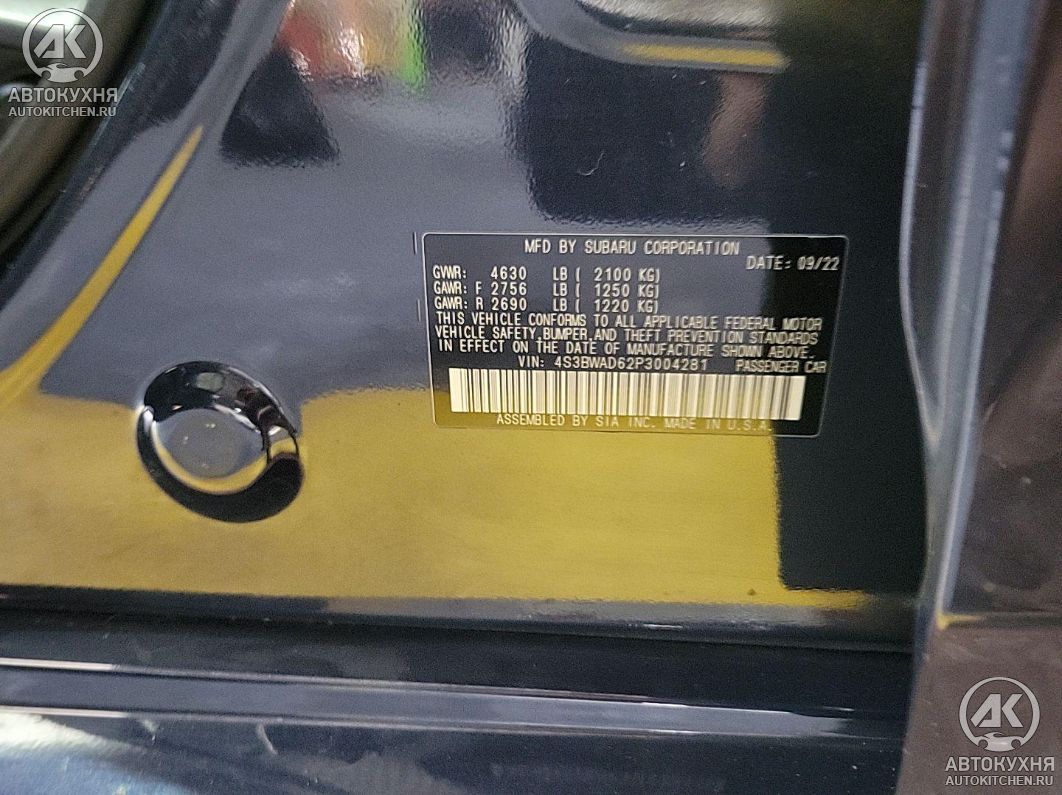 АВТОКУХНЯ
AUTOKITCHEN.RU
MFD BY SUBARU CORPORATION
DATE: 09/22
GVWR: 4630 LB ( 2100 KG)
GAWR: F 2756 LB ( 1250 KG)
GAWR: R 2690 LB ( 1220 KG)
THIS VEHICLE CONFORMS TO ALL APPLICABLE FEDERAL MOTOR
VEHICLE SAFETY, BUMPER, AND THEFT PREVENTION STANDARDS
IN EFFECT ON THE DATE OF MANUFACTURE SHOWN ABOVE.
VIN: 4S3BWAD62P3004281 PASSENGER CAR
ASSEMBLED BY SIA INC. MADE IN U.S.A.
АВТОКУХНЯ
AUTOKITCHEN.RU